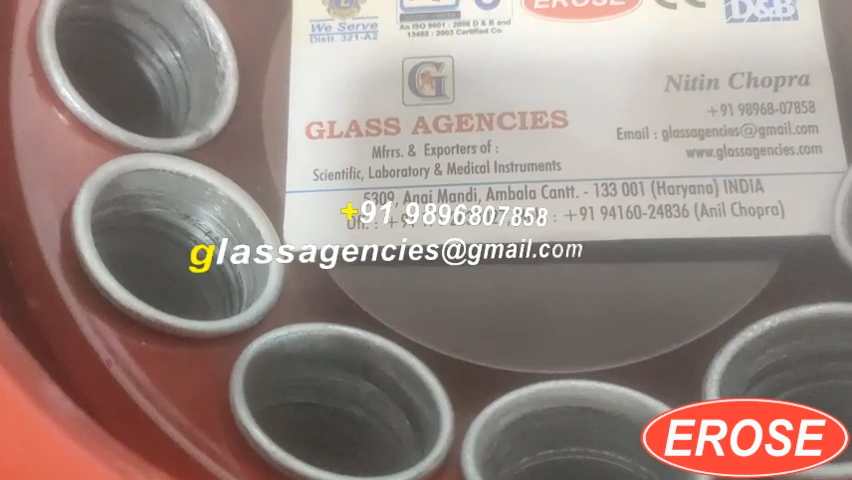 EROSE
CE
D&B
We Serve
Distt. 321-A2
An ISO 9001 : 2008 D & B and
13485 : 2003 Certified Co.
G
GLASS AGENCIES
Mfrrs. & Exporters of :
Scientific, Laboratory & Medical Instruments
Nitin Chopra
+91 98968-07858
Email : glassagencies@gmail.com
www.glassagencies.com
5309, Anaj Mandi, Ambala Cantt. - 133 001 (Haryana) INDIA
: +91 94160-24836 (Anil Chopra)
+91 9896807858
glassagencies@gmail.com
EROSE